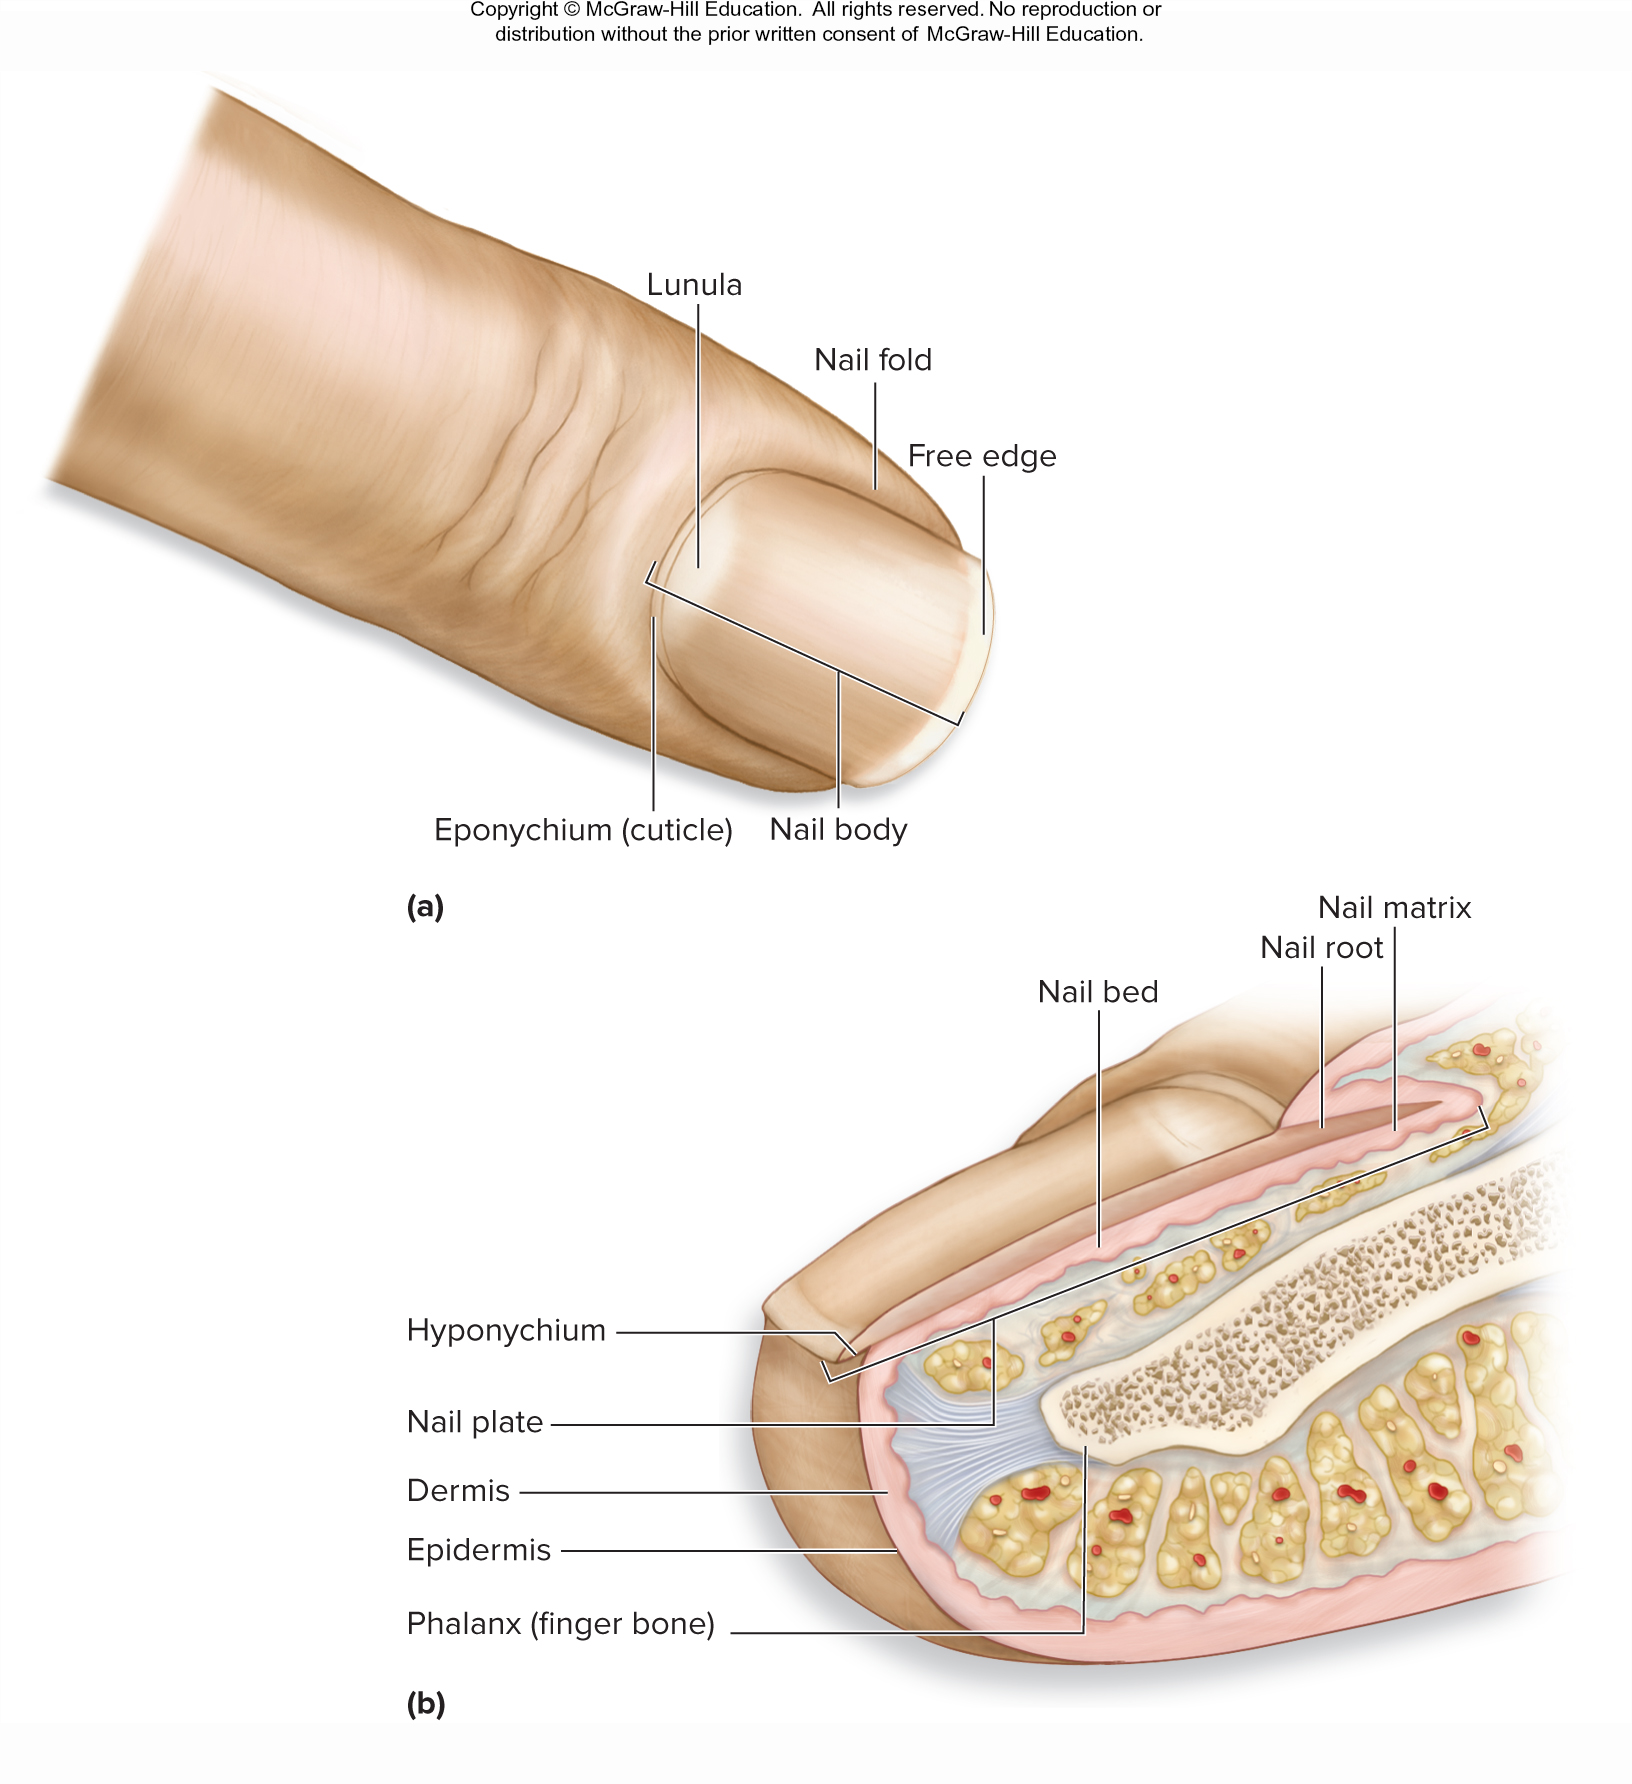 Copyright © McGraw-Hill Education. All rights reserved. No reproduction or
distribution without the prior written consent of McGraw-Hill Education.
Lunula
Nail fold
Free edge
Eponychium (cuticle)
Nail body
(a)
Nail matrix
Nail root
Nail bed
Hyponychium
Nail plate
Dermis
Epidermis
Phalanx (finger bone)
(b)